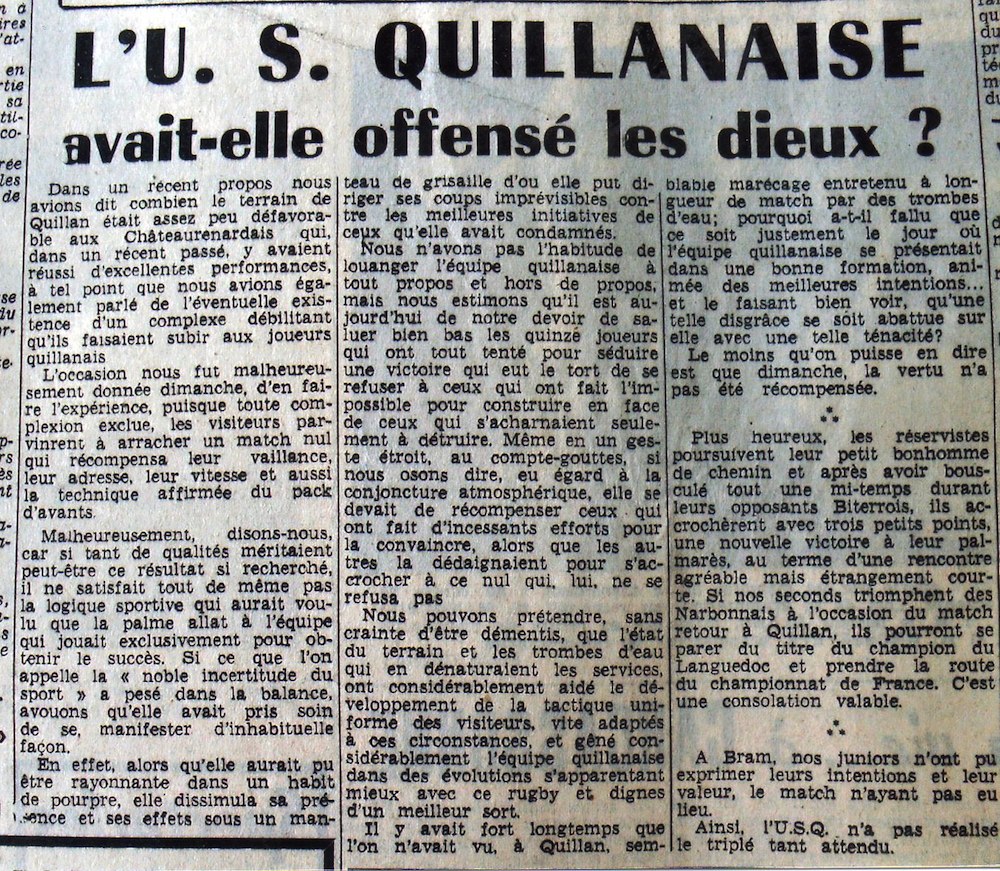 L'U. S. QUILLANAISE
avait-elle offensé les dieux ?
Dans un récent propos nous
avions dit combien le terrain de
Quillan était assez peu défavora-
ble aux Châteaurenardais qui,
dans un récent passé, y avaient
réussi d'excellentes performances,
à tel point que nous avions éga-
lement parlé de l'éventuelle exis-
tence d'un complexe débilitant
qu'ils faisaient subir aux joueurs
quillanais
L'occasion nous fut malheureu-
sement donnée dimanche, d'en fai-
re l'expérience, puisque toute com-
plexion exclue, les visiteurs par-
vinrent à arracher un match nul
qui récompensa leur vaillance,
leur adresse, leur vitesse et aussi
la technique affirmée du pack
d'avants.
Malheureusement, disons-nous,
car si tant de qualités méritaient
peut-être ce résultat si recherché,
il ne satisfait tout de même pas
la logique sportive qui aurait vou-
lu que la palme allat à l'équipe
qui jouait exclusivement pour ob-
tenir le succès. Si ce que l'on
appelle la « noble incertitude du
sport » a pesé dans la balance,
avouons qu'elle avait pris soin
de se, manifester d'inhabituelle
façon.
En effet, alors qu'elle aurait pu
être rayonnante dans un habit
de pourpre, elle dissimula sa pré-
sence et ses effets sous un man-
teau de grisaille d'ou elle put di-
riger ses coups imprévisibles con-
tre les meilleures initiatives de
ceux qu'elle avait condamnés.
Nous n'avons pas l'habitude de
louanger l'équipe quillanaise à
tout propos et hors de propos,
mais nous estimons qu'il est au-
jourd'hui de notre devoir de sa-
luer bien bas les quinze joueurs
qui ont tout tenté pour séduire
une victoire qui eut le tort de se
refuser à ceux qui ont fait l'im-
possible pour construire en face
de ceux qui s'acharnaient seule-
ment à détruire. Même en un ges-
te étroit, au compte-gouttes, si
nous osons dire, eu égard à la
conjoncture atmosphérique, elle se
devait de récompenser ceux qui
ont fait d'incessants efforts pour
la convaincre, alors que les au-
tres la dédaignaient pour s'ac-
crocher à ce nul qui, lui, ne se
refusa pas
Nous pouvons prétendre, sans
crainte d'être démentis, que l'état
du terrain et les trombes d'eau
qui en dénaturaient les services,
ont considérablement aidé le dé-
veloppement de la tactique uni-
forme des visiteurs, vite adaptés
à ces circonstances, et gêné con-
sidérablement l'équipe quillanaise
dans des évolutions s'apparentant
mieux avec ce rugby et dignes
d'un meilleur sort.
Il y avait fort longtemps que
l'on n'avait vu, à Quillan, sem-
blable marécage entretenu à lon-
gueur de match par des trombes
d'eau; pourquoi a-t-il fallu que
ce soit justement le jour où
l'équipe quillanaise se présentait
dans une bonne formation, ani-
mée des meilleures intentions...
et le faisant bien voir, qu'une
telle disgrâce se soit abattue sur
elle avec une telle ténacité?
Le moins qu'on puisse en dire
est que dimanche, la vertu n'a
pas été récompensée.
***
Plus heureux, les réservistes
poursuivent leur petit bonhomme
de chemin et après avoir bous-
culé tout une mi-temps durant
leurs opposants Biterrois, ils ac-
crochèrent avec trois petits points,
une nouvelle victoire à leur pal-
marès, au terme d'une rencontre
agréable mais étrangement cour-
te. Si nos seconds triomphent des
Narbonnais à l'occasion du match
retour à Quillan, ils pourront se
parer du titre du champion du
Languedoc et prendre la route
du championnat de France. C'est
une consolation valable.
***
A Bram, nos juniors n'ont pu
exprimer leurs intentions et leur
valeur, le match n'ayant pas eu
lieu.
Ainsi, l'U.S.Q. n'a pas réalisé
le triplé tant attendu.